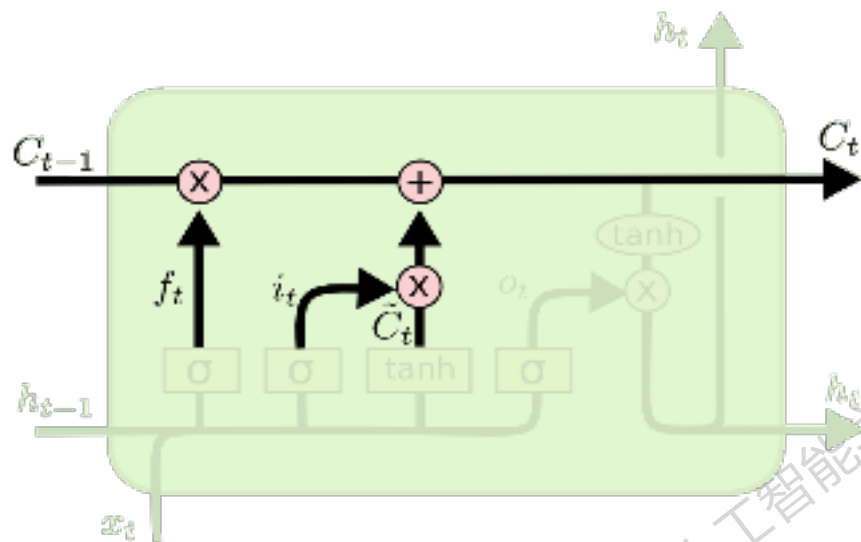 h_t
C_{t-1} C_t
x +
tanh
f_t i_t x o_t x
C̃_t
σ σ tanh σ
h_{t-1} h_t
x_t
工智能